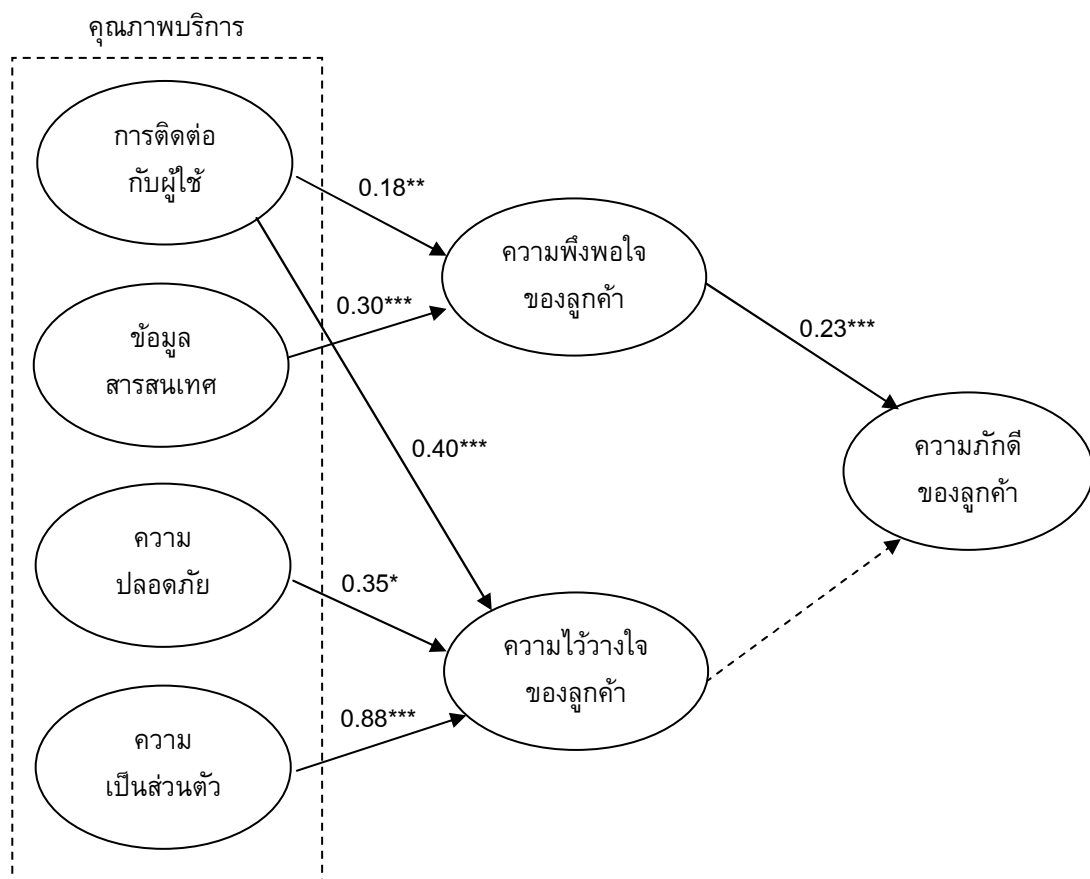 คุณภาพบริการ
การติดต่อ
กับผู้ใช้
0.18**
ความพึงพอใจ
ของลูกค้า
ข้อมูล
สารสนเทศ
0.30***
0.23***
0.40***
ความภักดี
ของลูกค้า
ความ
ปลอดภัย
0.35*
ความไว้วางใจ
ของลูกค้า
ความ
เป็นส่วนตัว
0.88***